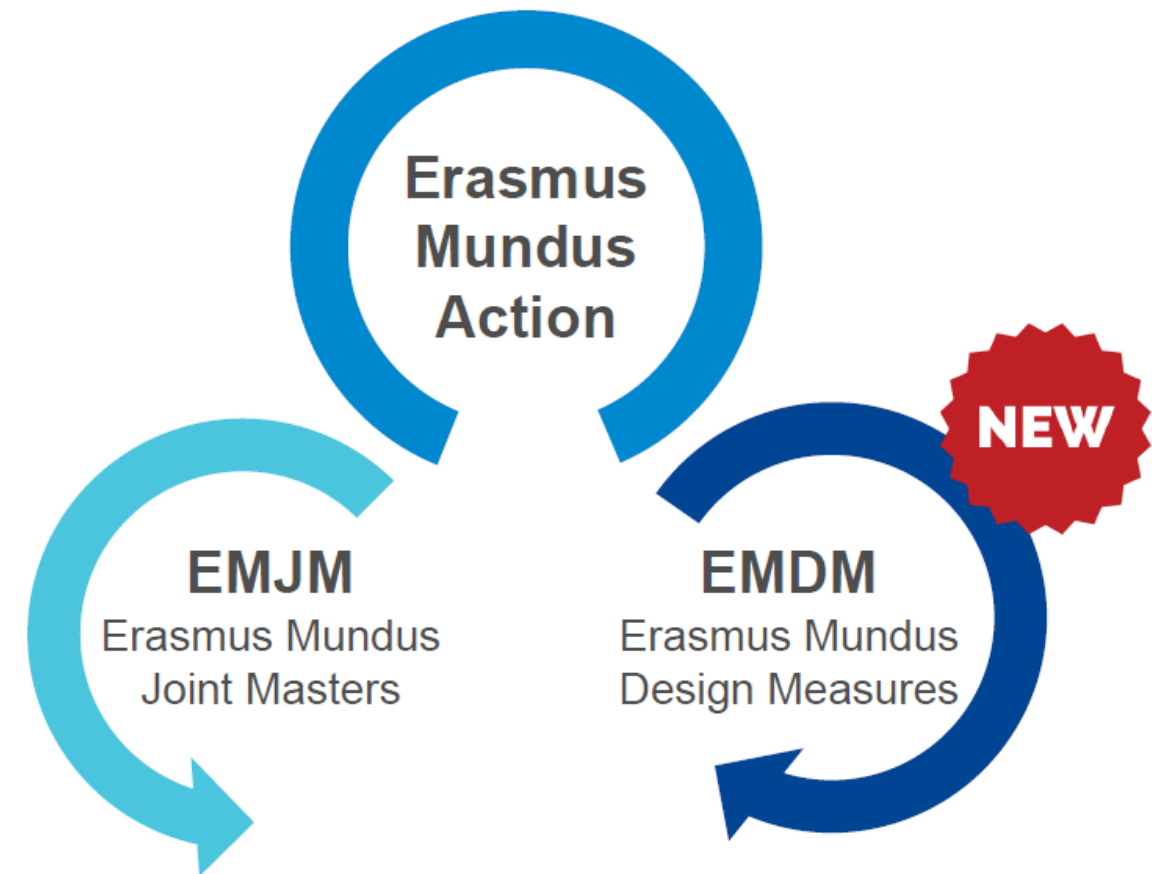 Erasmus
Mundus
Action
NEW
EMJM
Erasmus Mundus
Joint Masters
EMDM
Erasmus Mundus
Design Measures